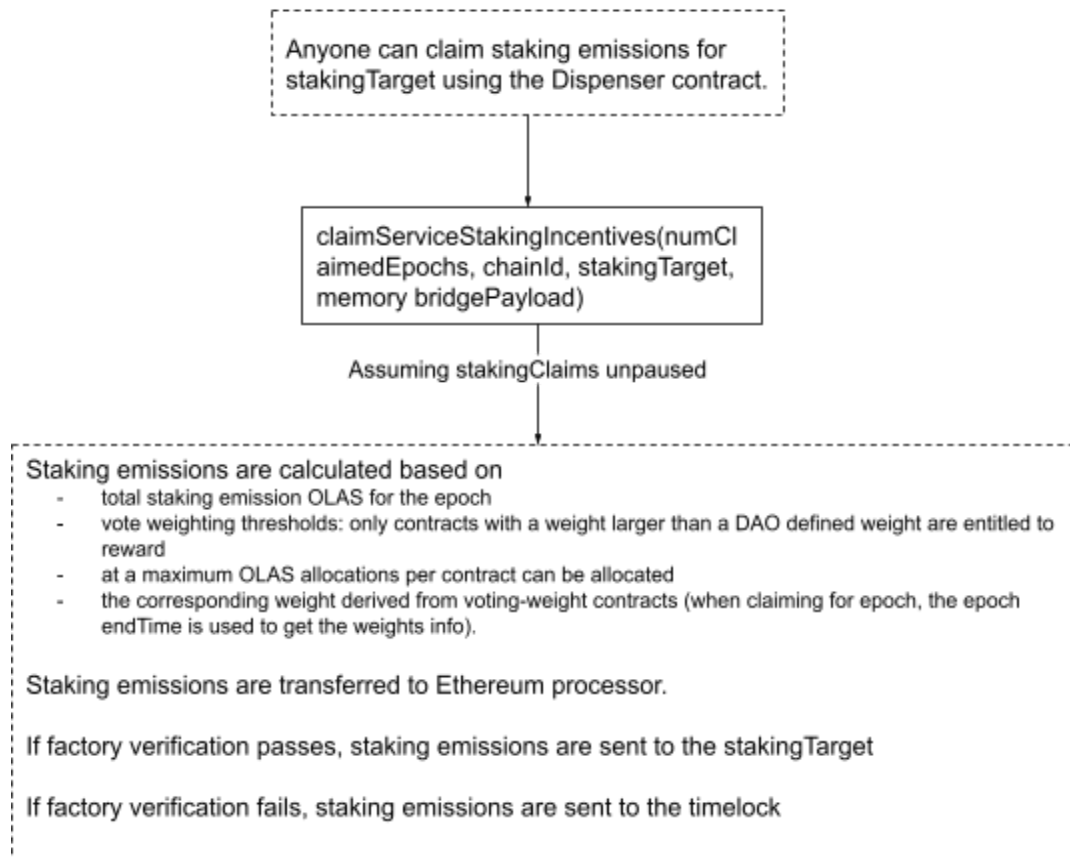 Anyone can claim staking emissions for
stakingTarget using the Dispenser contract.
claimServiceStakingIncentives(numCl
aimedEpochs, chainId, stakingTarget,
memory bridgePayload)
Assuming stakingClaims unpaused
Staking emissions are calculated based on
- total staking emission OLAS for the epoch
- vote weighting thresholds: only contracts with a weight larger than a DAO defined weight are entitled to
reward
- at a maximum OLAS allocations per contract can be allocated
- the corresponding weight derived from voting-weight contracts (when claiming for epoch, the epoch
endTime is used to get the weights info).
Staking emissions are transferred to Ethereum processor.
If factory verification passes, staking emissions are sent to the stakingTarget
If factory verification fails, staking emissions are sent to the timelock